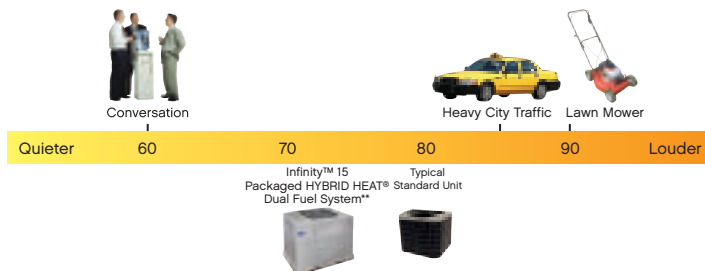 Conversation
Heavy City Traffic
Lawn Mower
Quieter 60 70 80 90 Louder
Infinity™ 15
Packaged HYBRID HEAT®
Dual Fuel System**
Typical
Standard Unit